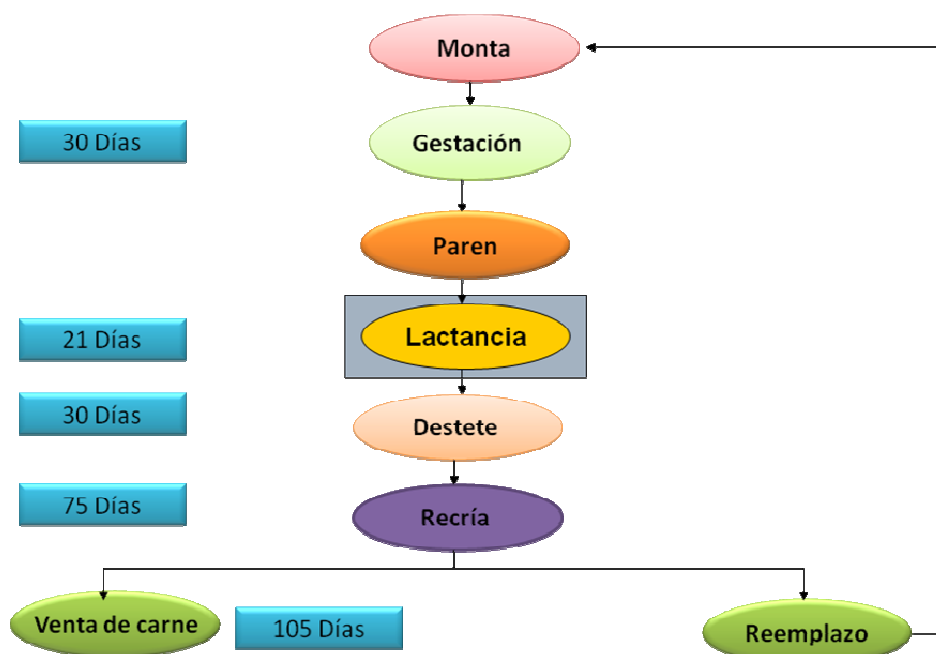 Monta
30 Días
Gestación
Paren
21 Días
Lactancia
30 Días
Destete
75 Días
Recría
Venta de carne
105 Días
Reemplazo